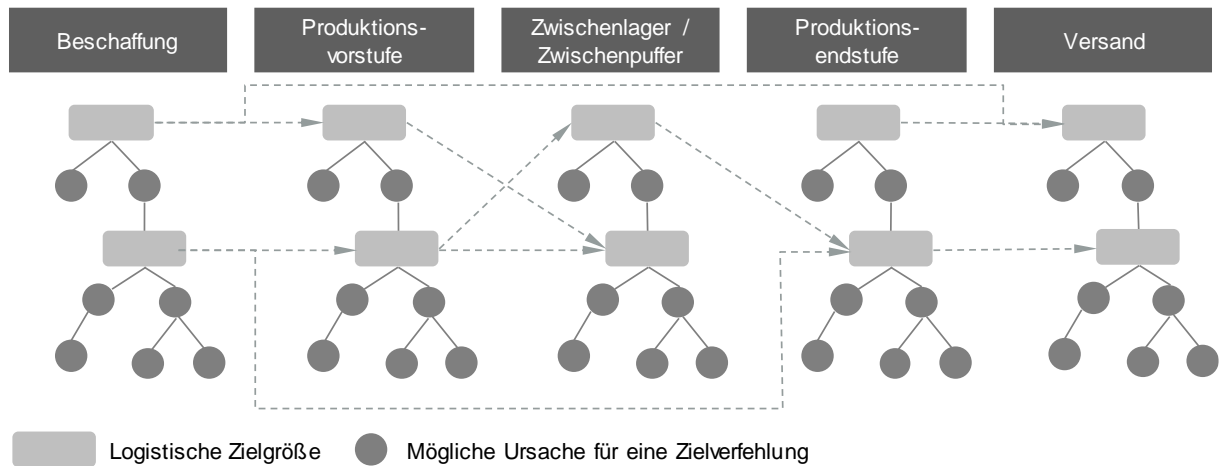 Beschaffung
Produktions-
vorstufe
Zwischenlager /
Zwischenpuffer
Produktions-
endstufe
Versand
Logistische Zielgröße
Mögliche Ursache für eine Zielverfehlung